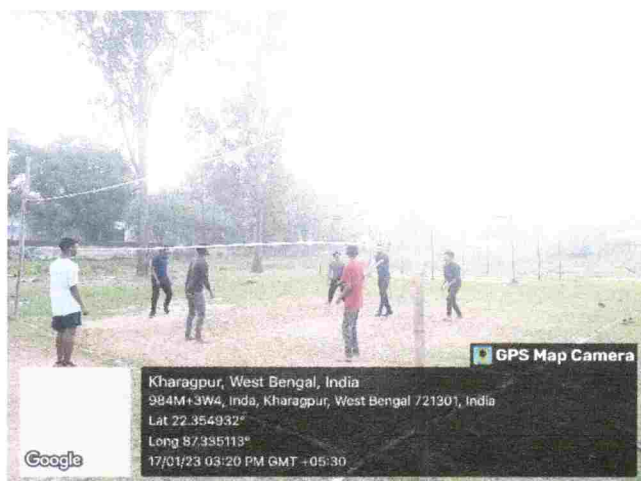 GPS Map Camera
Kharagpur, West Bengal, India
984M+3W4, Inda, Kharagpur, West Bengal 721301, India
Lat 22.354932°
Long 87.335113°
17/01/23 03:20 PM GMT +05:30
Google